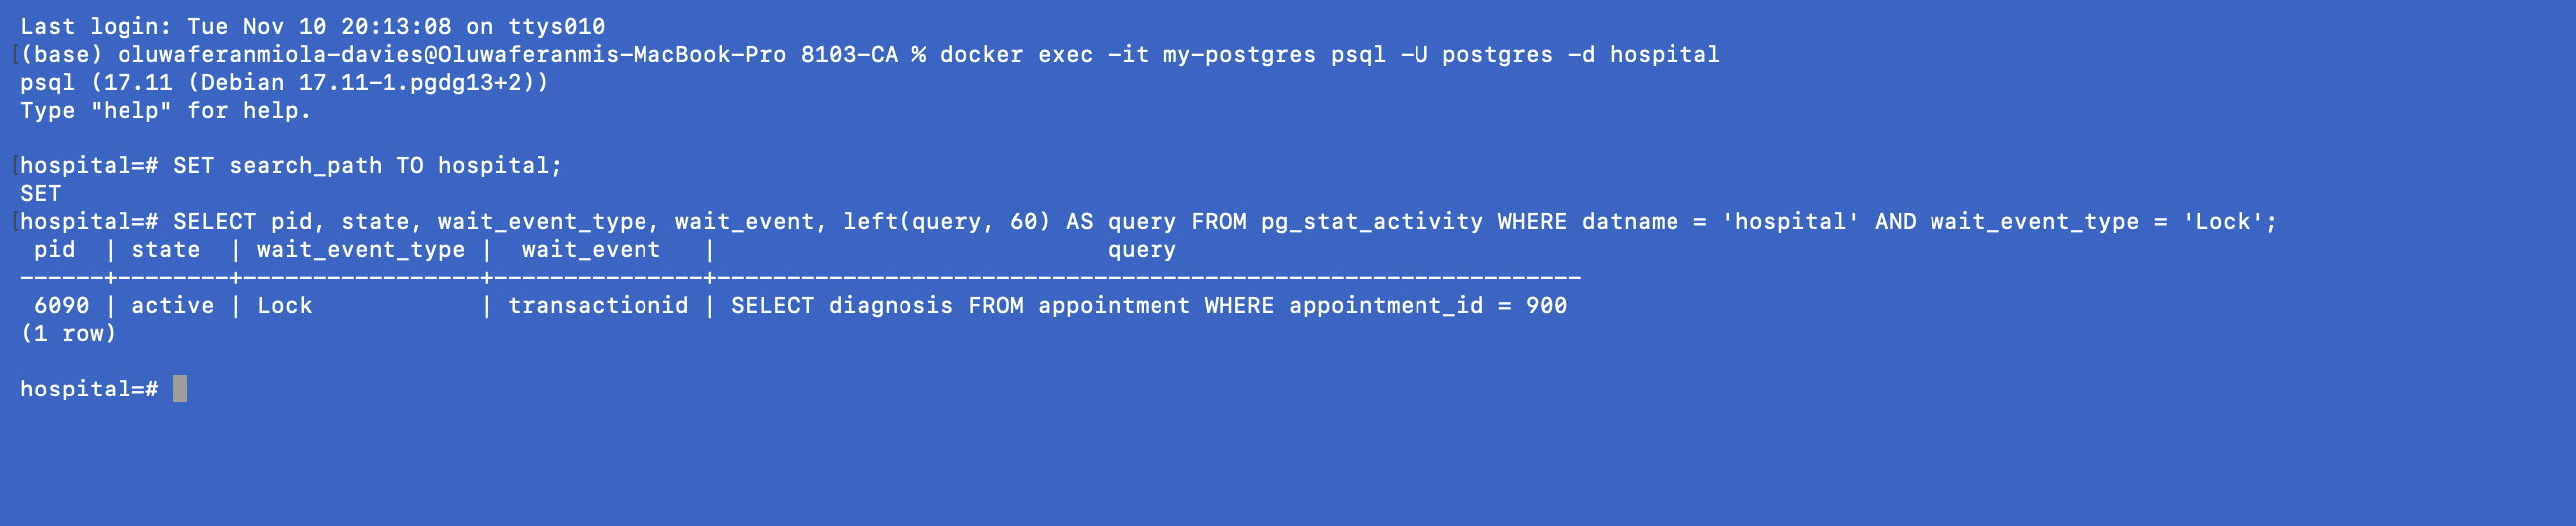 Last login: Tue Nov 10 20:13:08 on ttys010
[(base) oluwaferanmiola-davies@Oluwaferanmis-MacBook-Pro 8103-CA % docker exec -it my-postgres psql -U postgres -d hospital
psql (17.11 (Debian 17.11-1.pgdg13+2))
Type "help" for help.

[hospital=# SET search_path TO hospital;
SET
[hospital=# SELECT pid, state, wait_event_type, wait_event, left(query, 60) AS query FROM pg_stat_activity WHERE datname = 'hospital' AND wait_event_type = 'Lock';
 pid  | state  | wait_event_type |  wait_event   |                            query
------+--------+-----------------+---------------+--------------------------------------------------------------
 6090 | active | Lock            | transactionid | SELECT diagnosis FROM appointment WHERE appointment_id = 900
(1 row)

hospital=#